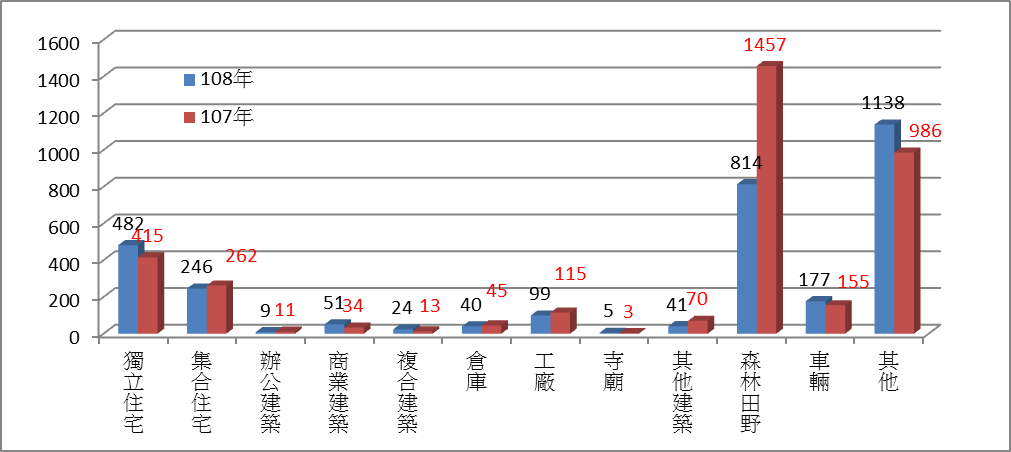 1600
1400
1200
1000
800
600
400
200
0
108年
107年
482
415
246
262
9
11
51
34
24
13
40
45
99
115
5
3
41
70
814
1457
177
155
1138
986
獨立住宅
集合住宅
辦公建築
商業建築
複合建築
倉庫
工廠
寺廟
其他建築
森林田野
車輛
其他